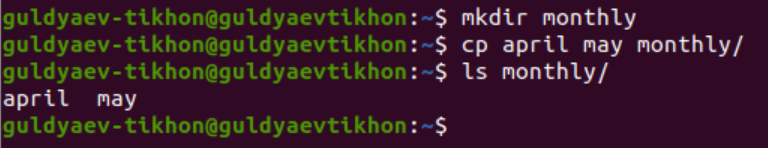 guldyaev-tikhon@guldyaevtikhon:~$ mkdir monthly
guldyaev-tikhon@guldyaevtikhon:~$ cp april may monthly/
guldyaev-tikhon@guldyaevtikhon:~$ ls monthly/
april  may
guldyaev-tikhon@guldyaevtikhon:~$